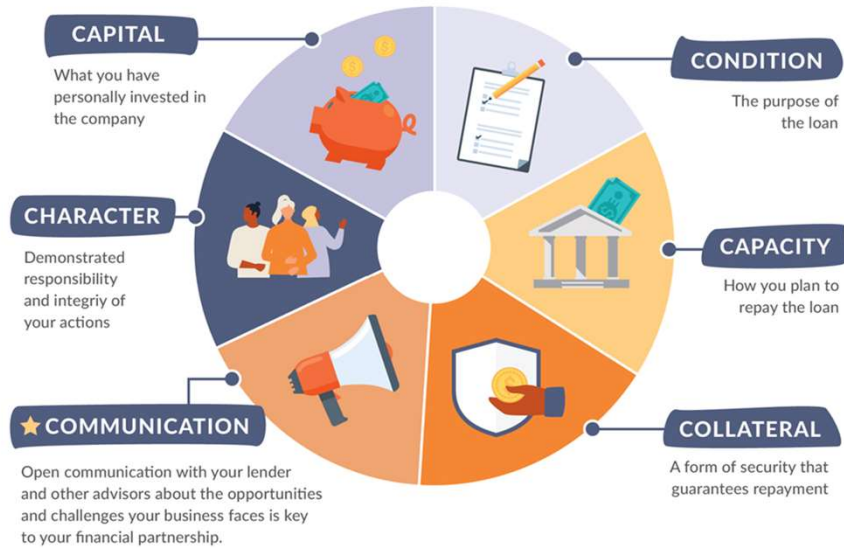 CAPITAL
What you have
personally invested in
the company
CONDITION
The purpose of
the loan
CHARACTER
Demonstrated
responsibility
and integriy of
your actions
CAPACITY
How you plan to
repay the loan
COMMUNICATION
Open communication with your lender
and other advisors about the opportunities
and challenges your business faces is key
to your financial partnership.
COLLATERAL
A form of security that
guarantees repayment